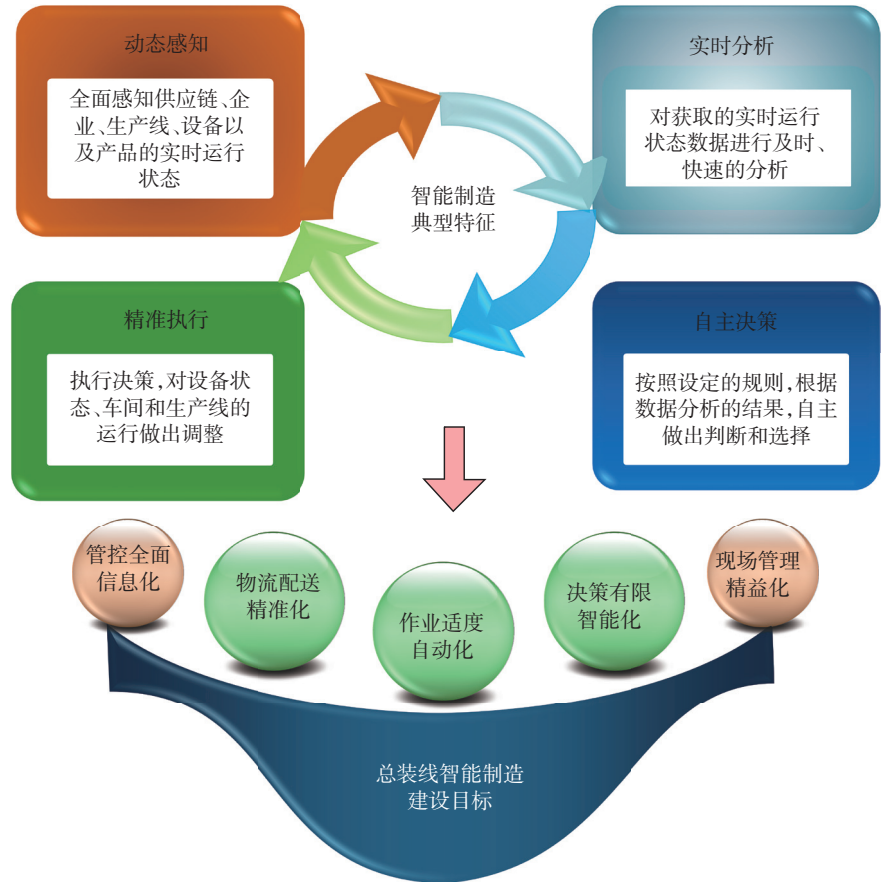 动态感知
全面感知供应链、企
业、生产线、设备以
及产品的实时运行
状态
实时分析
对获取的实时运行
状态数据进行及时、
快速的分析
智能制造
典型特征
精准执行
执行决策,对设备状
态、车间和生产线的
运行做出调整
自主决策
按照设定的规则,根据
数据分析的结果,自主
做出判断和选择
管控全面
信息化
物流配送
精准化
作业适度
自动化
决策有限
智能化
现场管理
精益化
总装线智能制造
建设目标